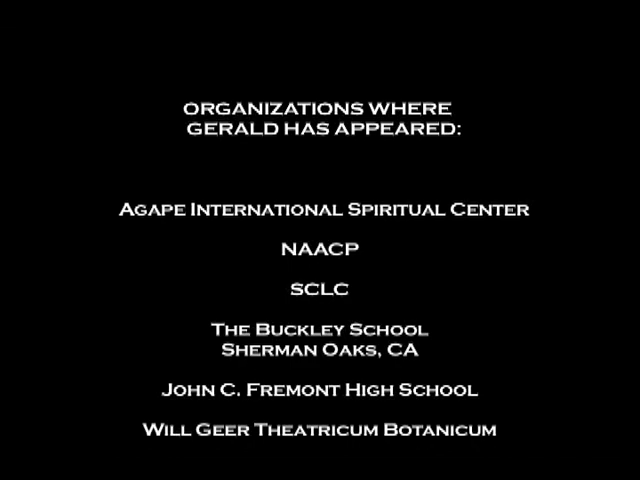 ORGANIZATIONS WHERE
GERALD HAS APPEARED:
AGAPE INTERNATIONAL SPIRITUAL CENTER
NAACP
SCLC
THE BUCKLEY SCHOOL
SHERMAN OAKS, CA
JOHN C. FREMONT HIGH SCHOOL
WILL GEER THEATRICUM BOTANICUM